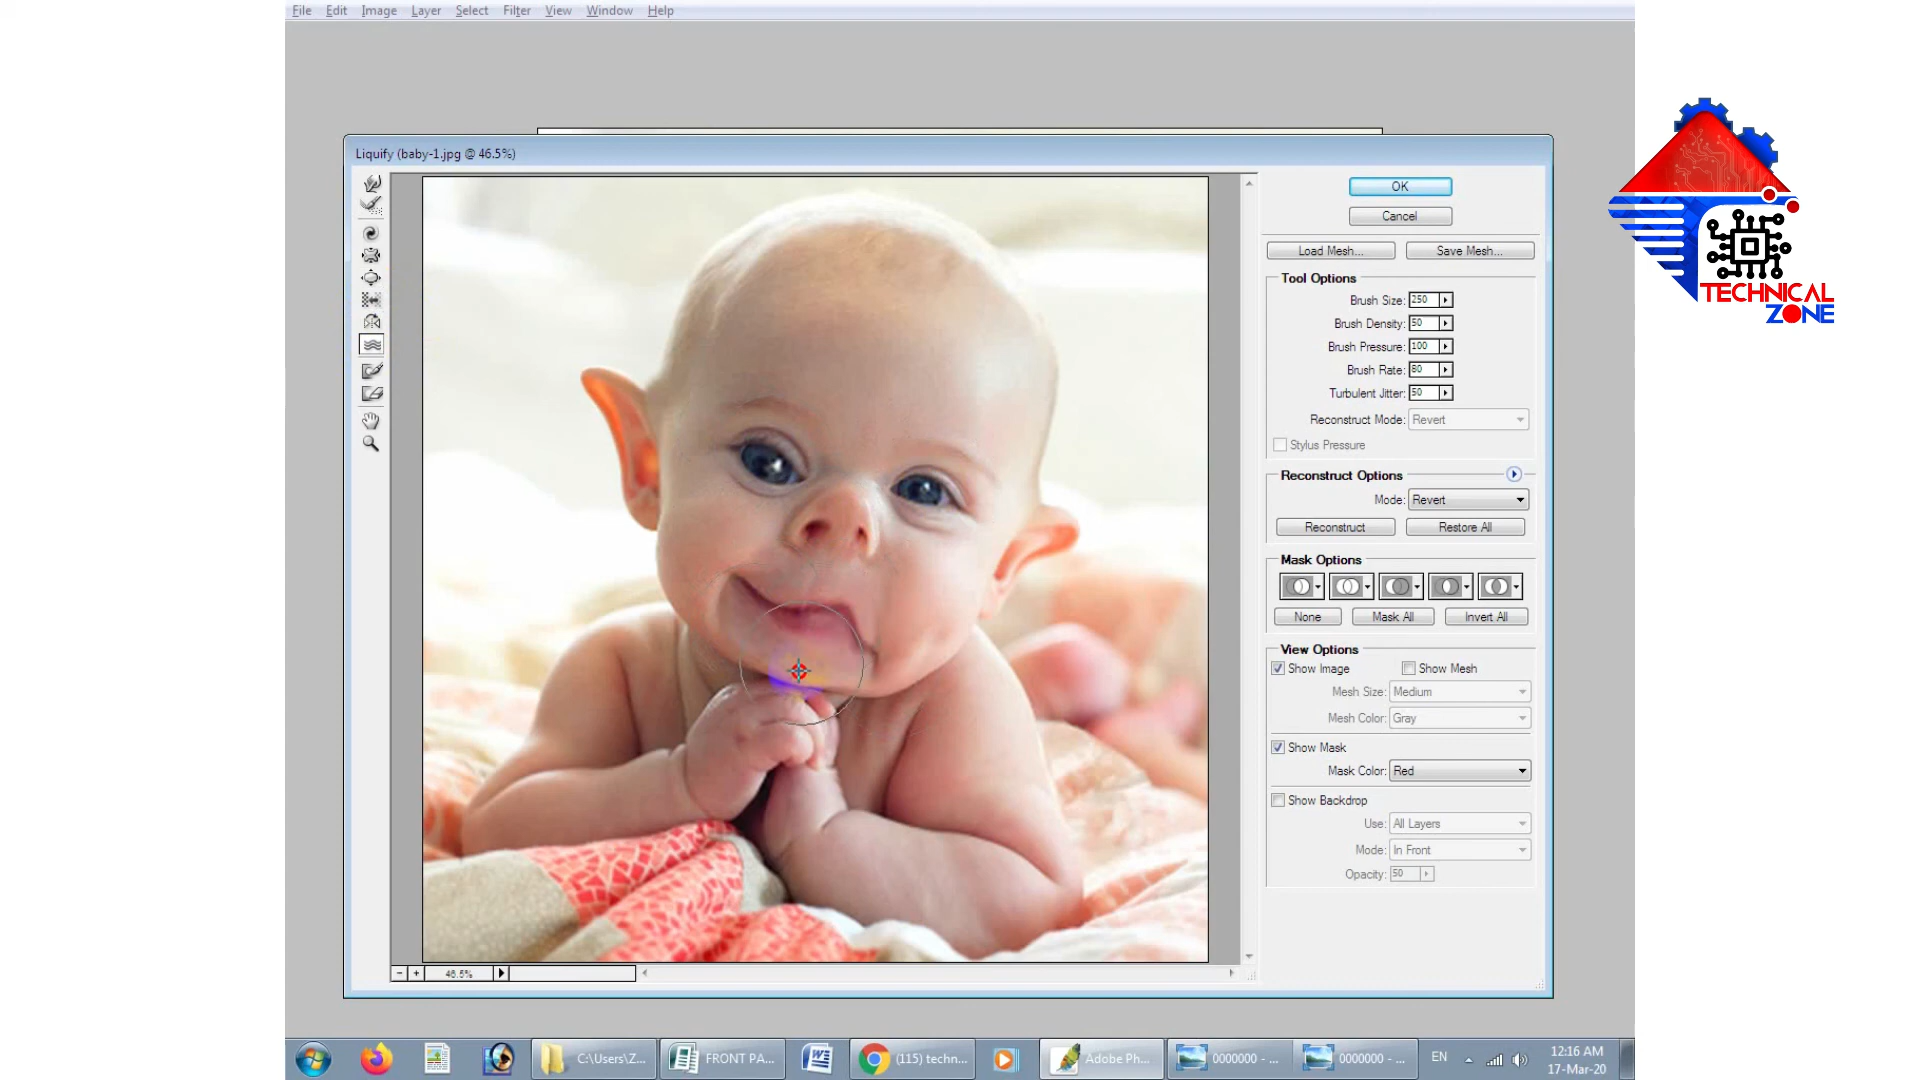 File Edit Image Layer Select Filter View Window Help
Liquify (baby-1.jpg @ 46.5%)
OK
Cancel
Load Mesh... Save Mesh...
Tool Options
Brush Size: 250
Brush Density: 50
Brush Pressure: 100
Brush Rate: 80
Turbulent Jitter: 50
Reconstruct Mode: Revert
Stylus Pressure
Reconstruct Options
Mode: Revert
Reconstruct Restore All
Mask Options
None Mask All Invert All
View Options
Show Image Show Mesh
Mesh Size: Medium
Mesh Color: Gray
Show Mask
Mask Color: Red
Show Backdrop
Use: All Layers
Mode: In Front
Opacity: 50
46.5%
TECHNICAL
ZONE
C:\Users\Z... FRONT PA... (115) techn... Adobe Ph... 0000000 - ... 0000000 - ... EN 12:16 AM
17-Mar-20